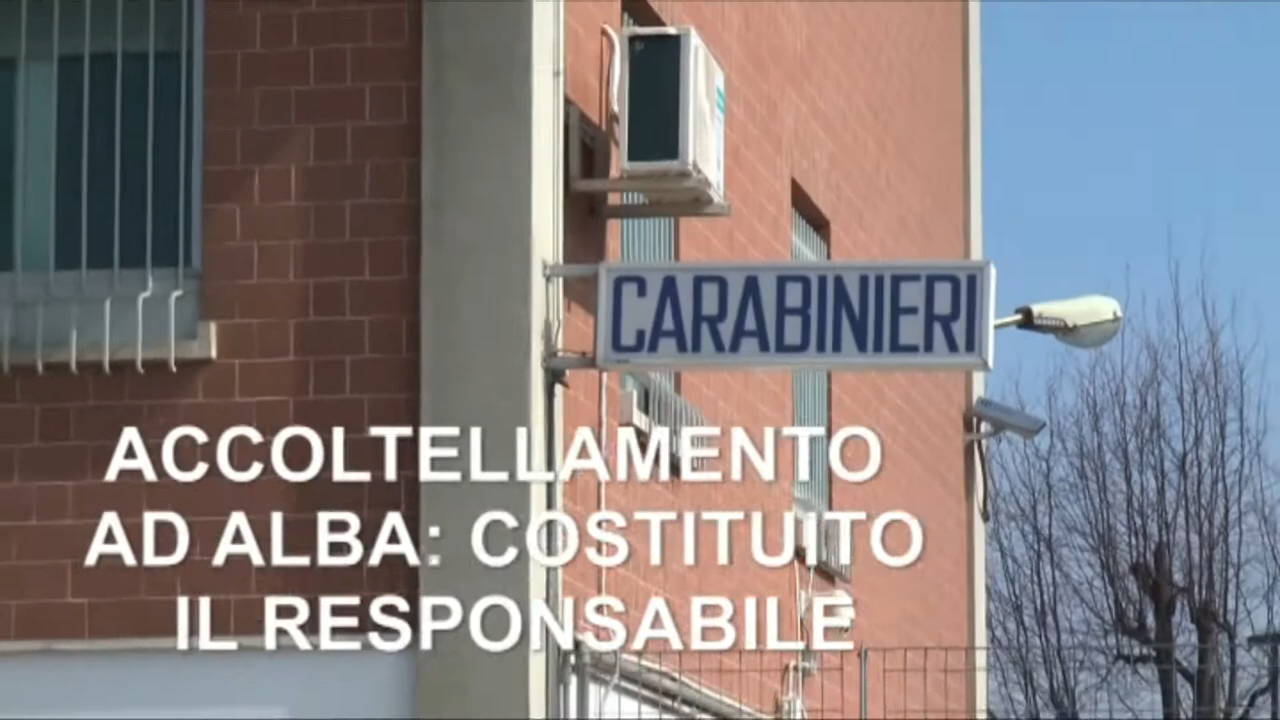 CARABINIERI
ACCOLTELLAMENTO
AD ALBA: COSTITUITO
IL RESPONSABILE